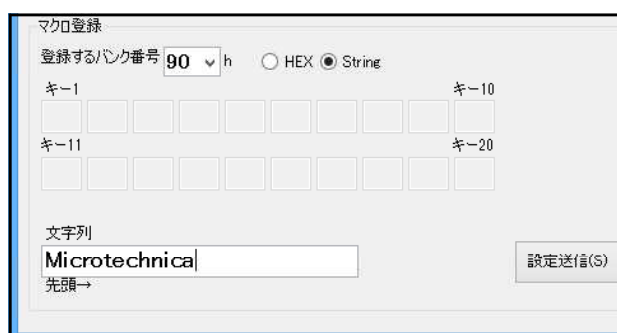 マクロ登録
登録するバンク番号 90 h HEX String
キー1 キー10
キー11 キー20
文字列
Microtechnica 設定送信(S)
先頭→